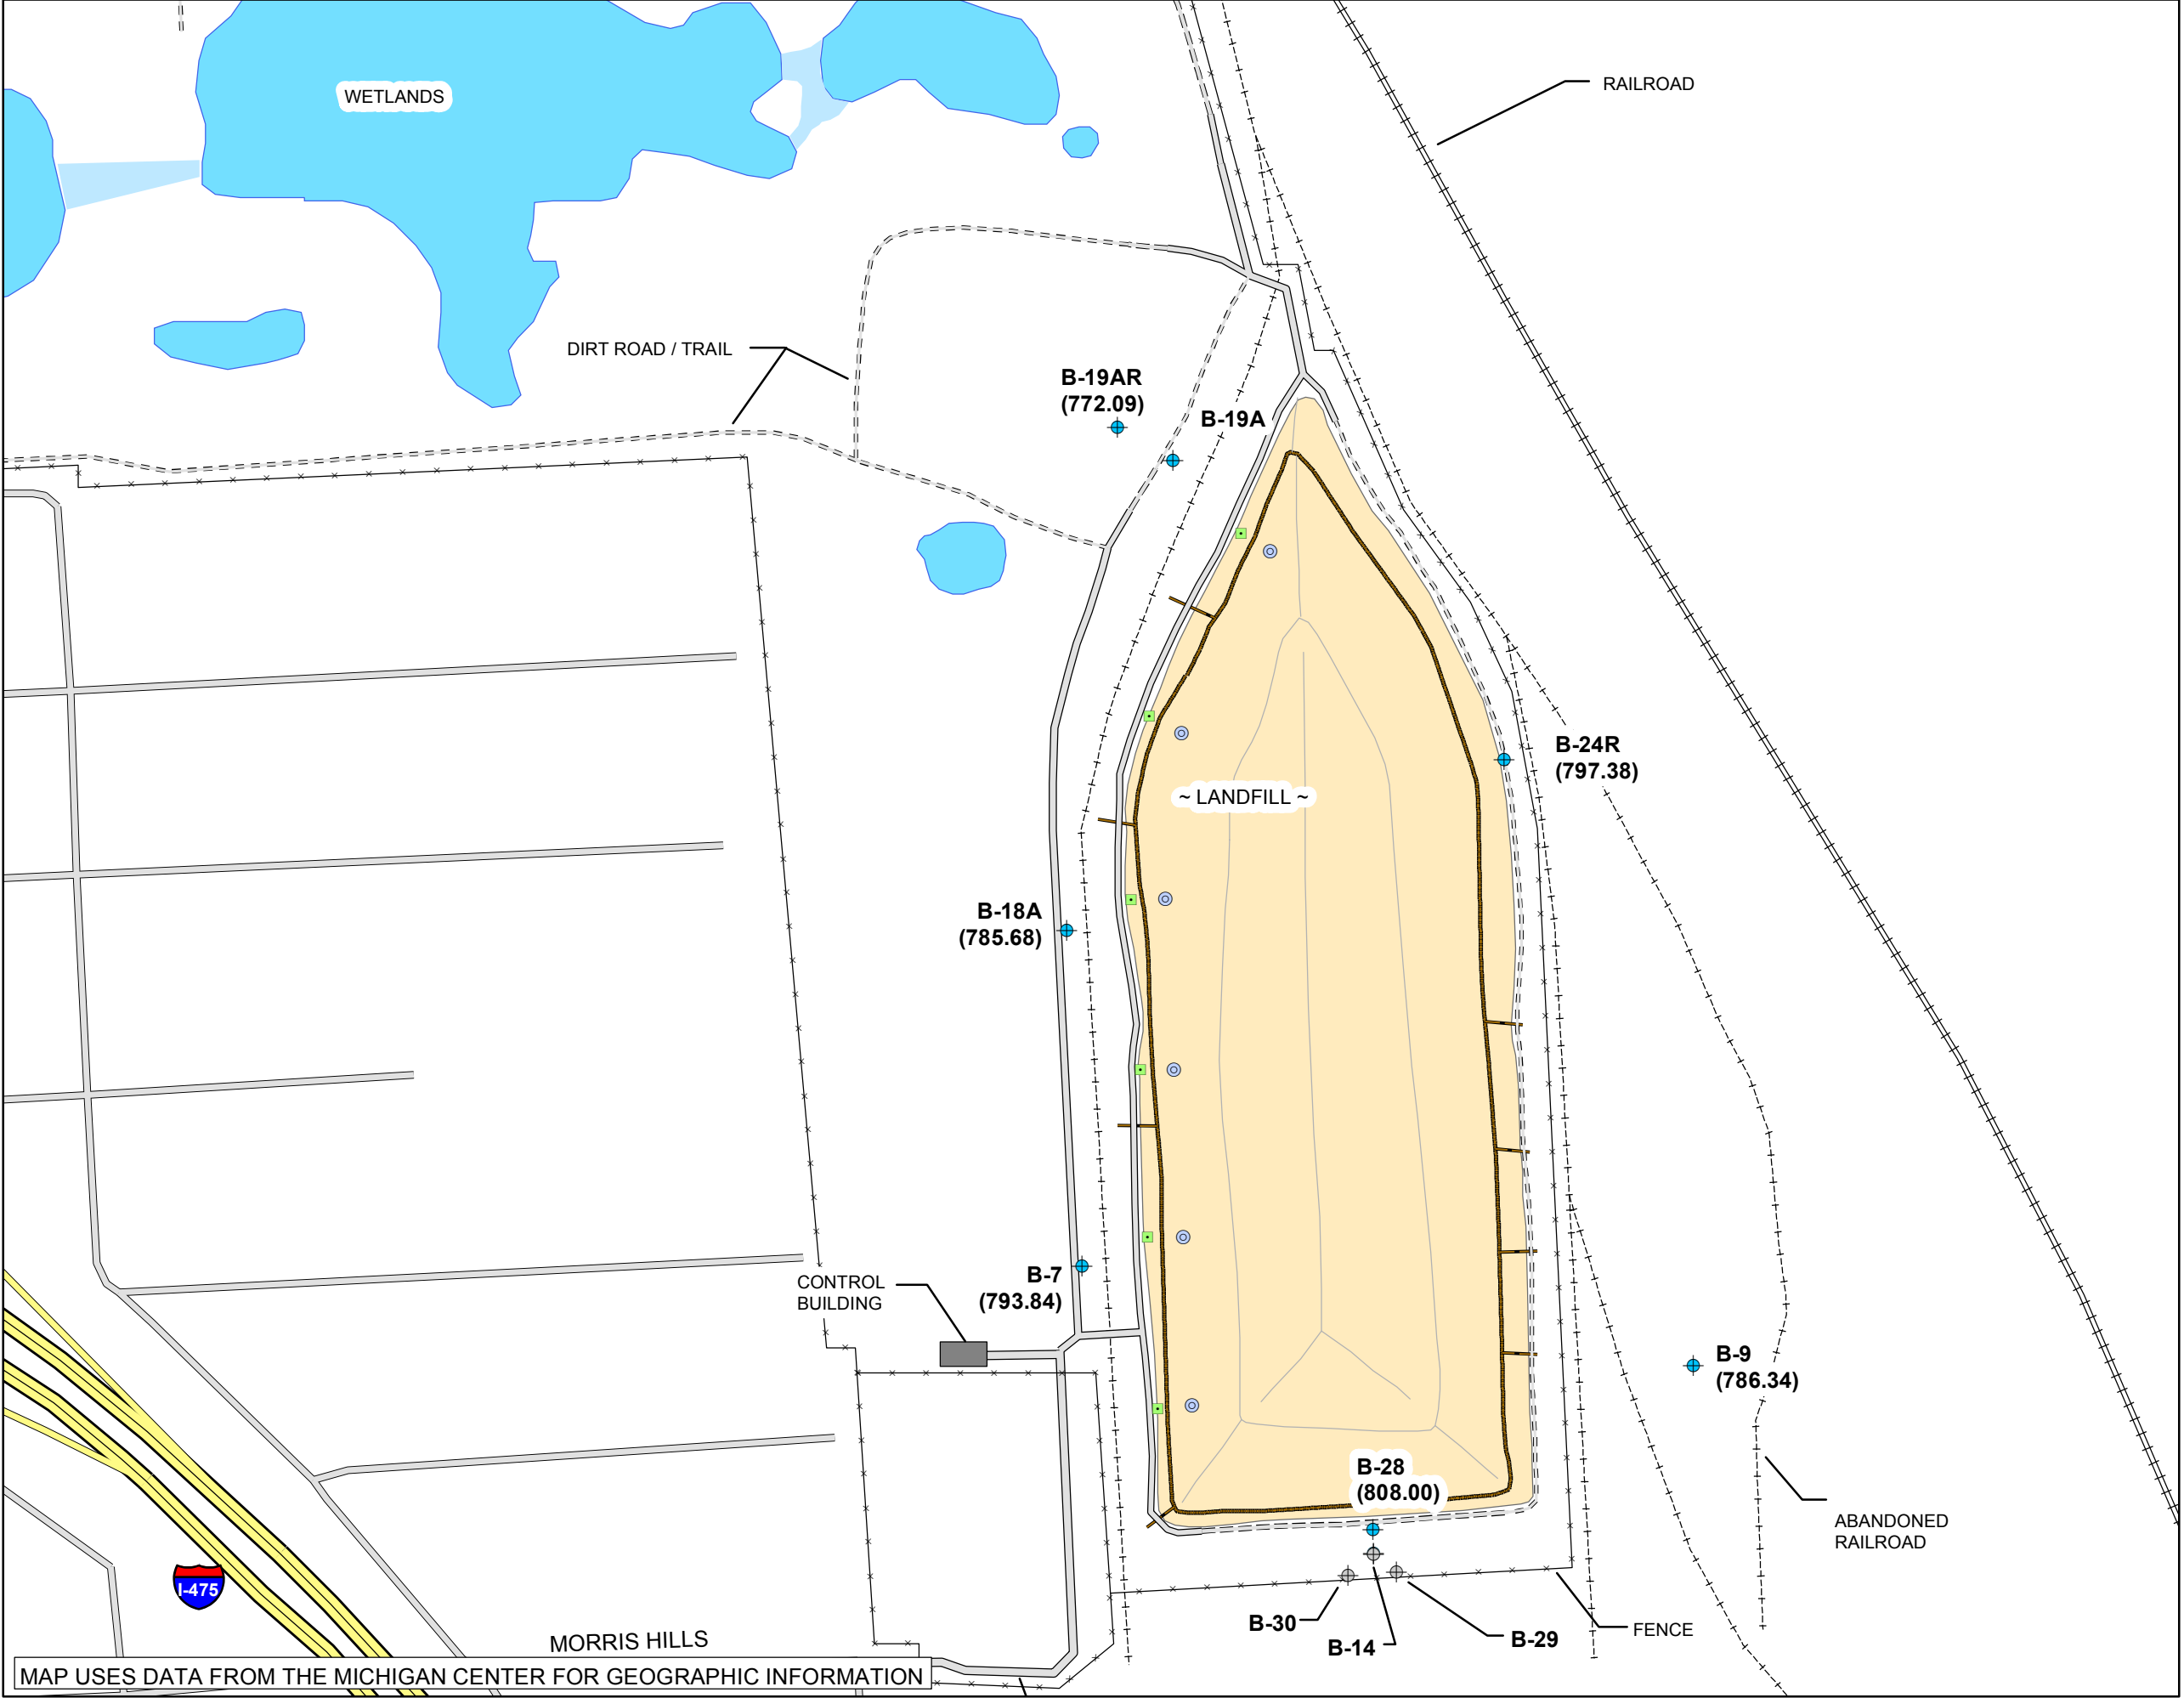 WETLANDS
RAILROAD
DIRT ROAD / TRAIL
B-19AR
(772.09)
B-19A
B-24R
(797.38)
~ LANDFILL ~
B-18A
(785.68)
B-7
(793.84)
CONTROL
BUILDING
B-9
(786.34)
B-28
(808.00)
ABANDONED
RAILROAD
I-475
B-30
B-14
B-29
FENCE
MORRIS HILLS
MAP USES DATA FROM THE MICHIGAN CENTER FOR GEOGRAPHIC INFORMATION